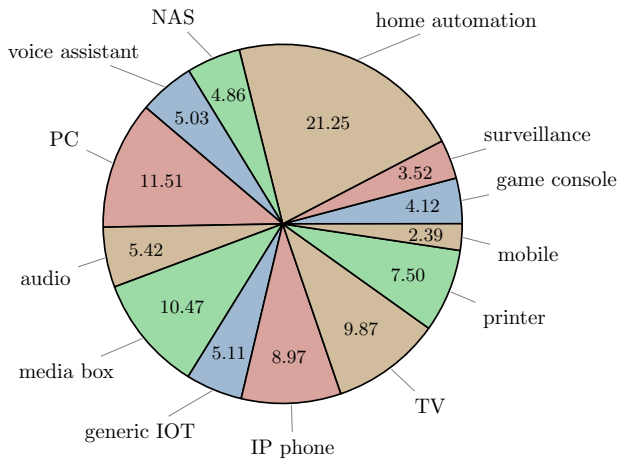 NAS
home automation
voice assistant
4.86
5.03
21.25
surveillance
PC
3.52
game console
11.51
4.12
2.39
5.42
mobile
audio
7.50
10.47
printer
9.87
5.11
8.97
media box
TV
generic IOT
IP phone